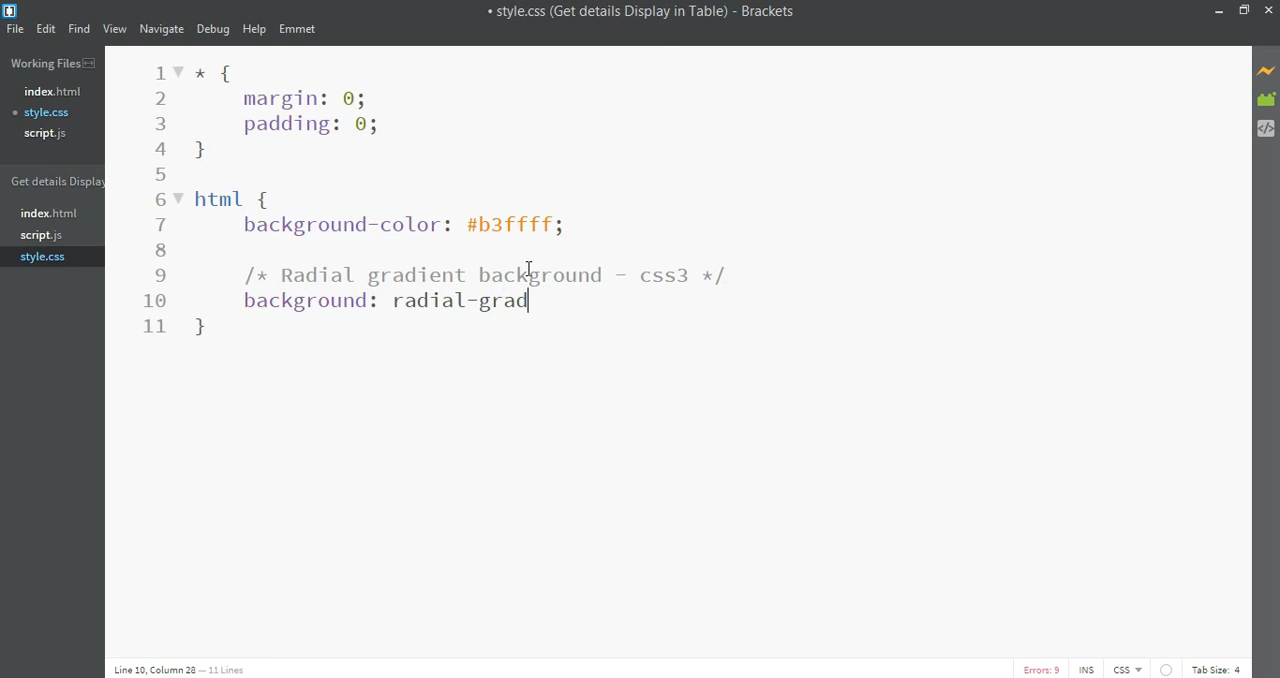 • style.css (Get details Display in Table) - Brackets
File Edit Find View Navigate Debug Help Emmet
Working Files
index.html
• style.css
script.js
Get details Display
index.html
script.js
style.css
1 * {
2 margin: 0;
3 padding: 0;
4 }
5
6 html {
7 background-color: #b3ffff;
8
9 /* Radial gradient background - css3 */
10 background: radial-grad
11 }
Line 10, Column 28 — 11 Lines
Errors: 9 INS CSS Tab Size: 4